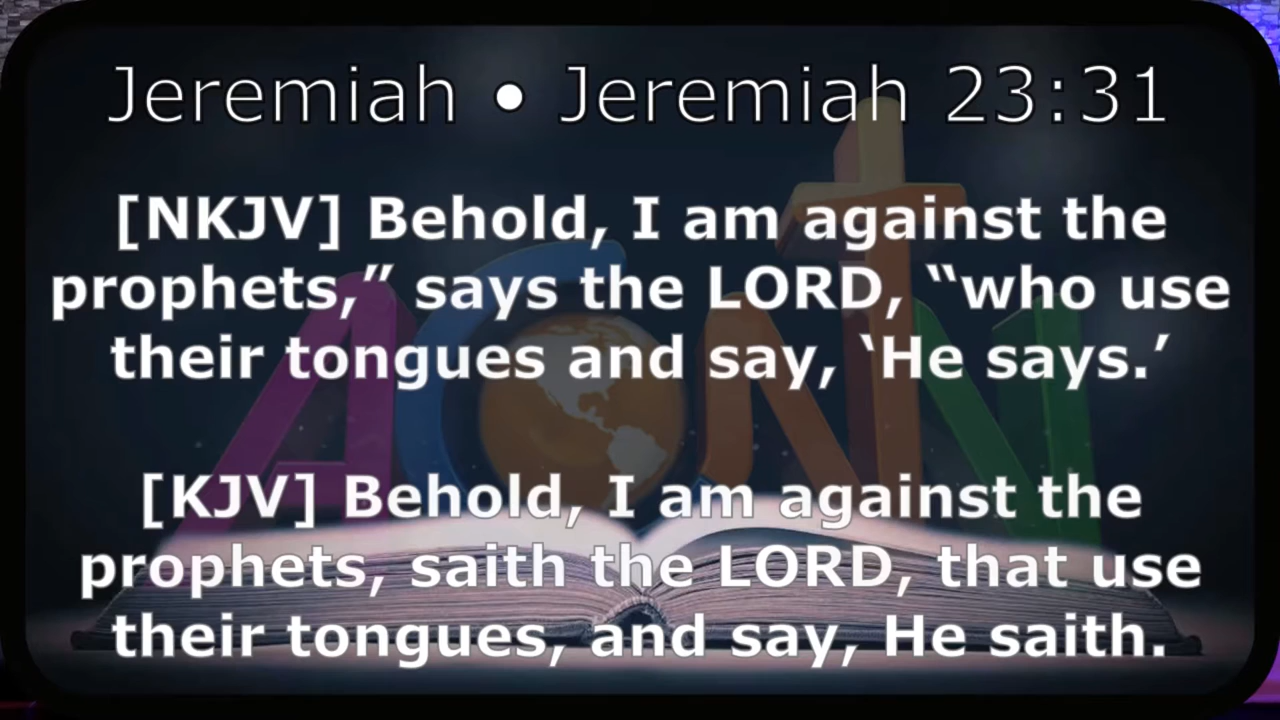 Jeremiah • Jeremiah 23:31
[NKJV] Behold, I am against the
prophets,” says the LORD, “who use
their tongues and say, ‘He says.’
[KJV] Behold, I am against the
prophets, saith the LORD, that use
their tongues, and say, He saith.
ACTN